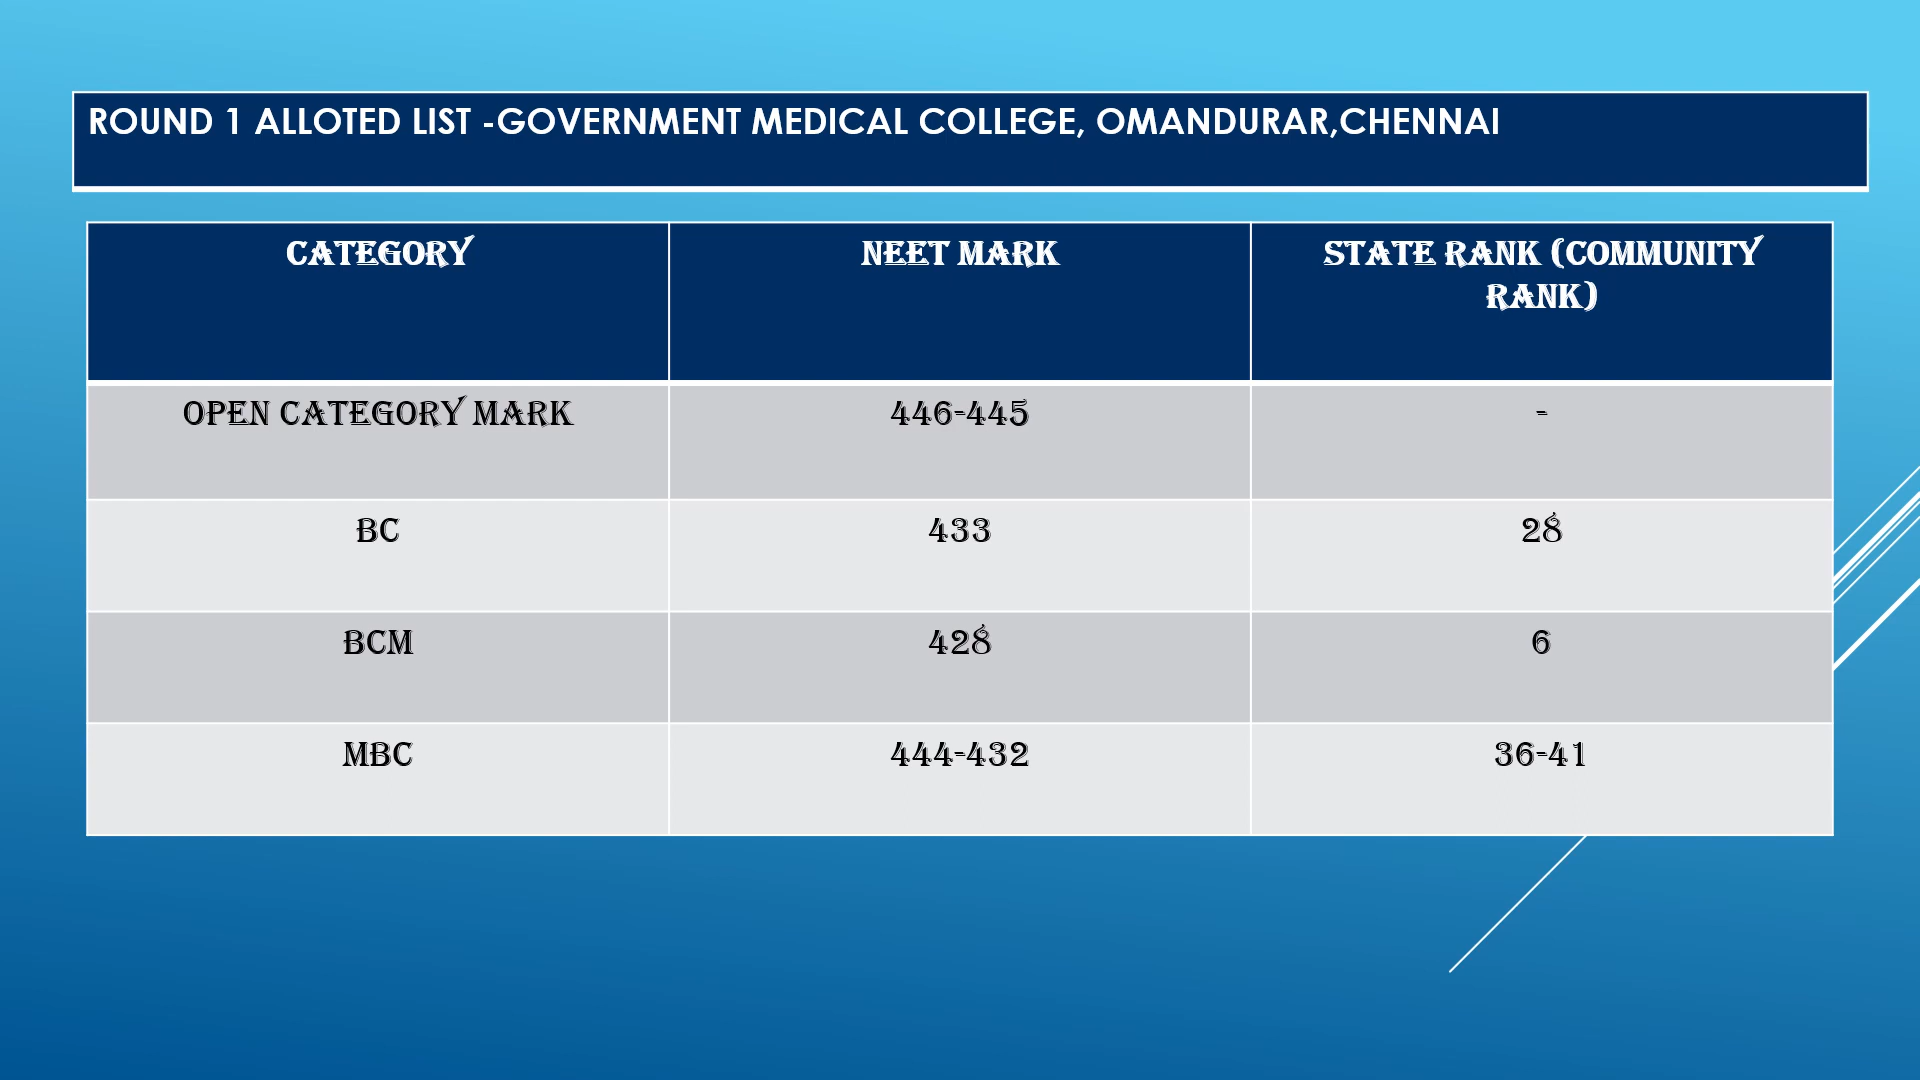 ROUND 1 ALLOTED LIST -GOVERNMENT MEDICAL COLLEGE, OMANDURAR,CHENNAI
CATEGORY NEET MARK STATE RANK (COMMUNITY
RANK)
OPEN CATEGORY MARK 446-445 -
BC 433 28
BCM 428 6
MBC 444-432 36-41